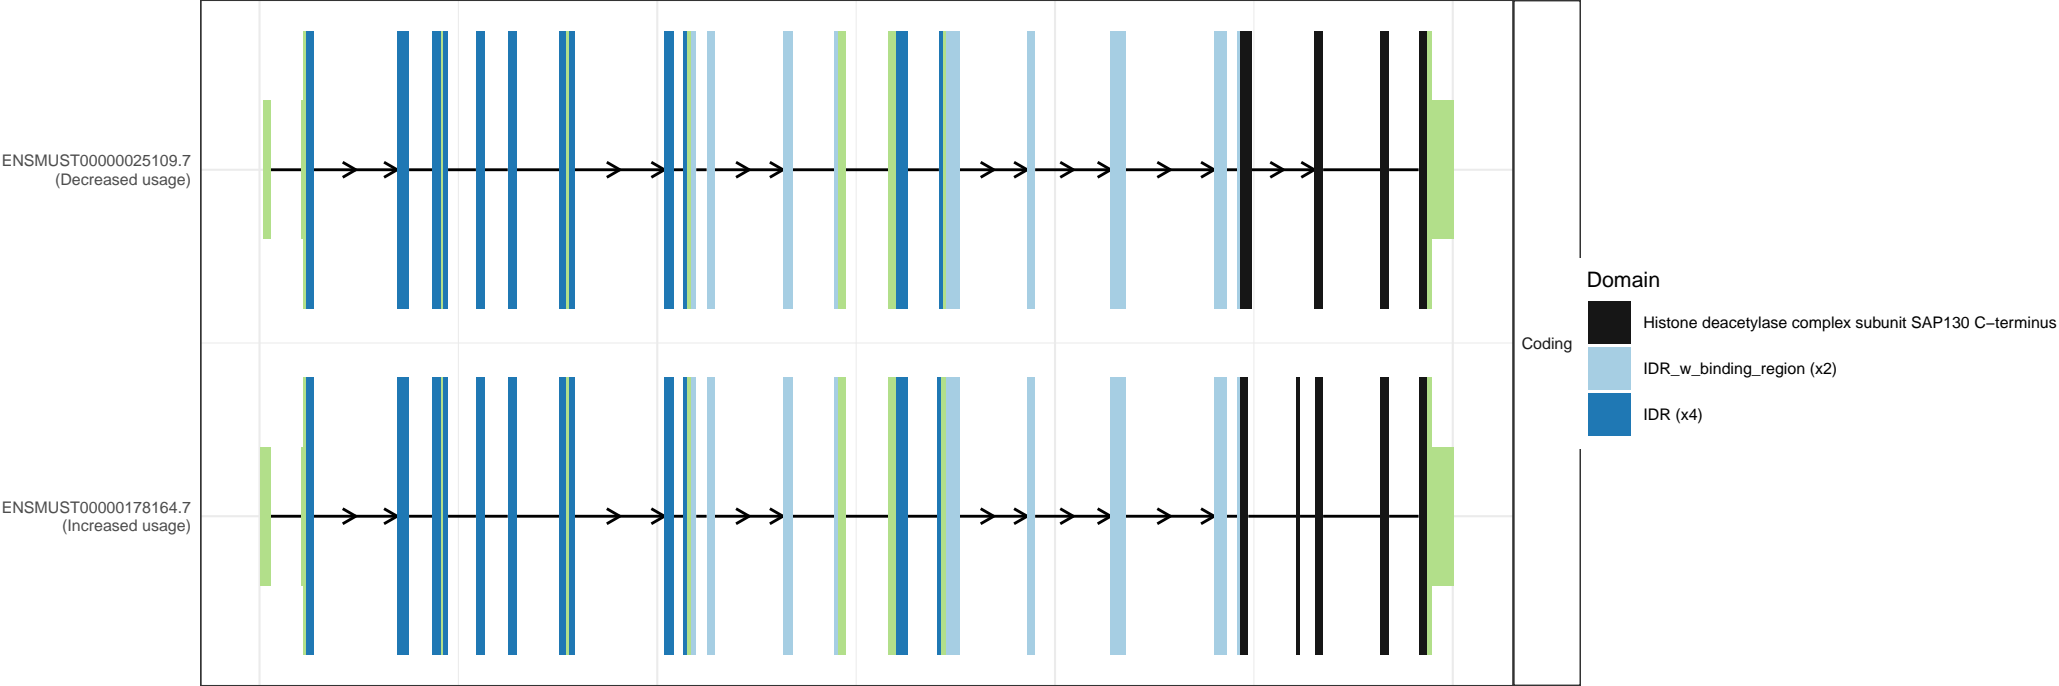 ENSMUST00000025109.7
(Decreased usage)
ENSMUST00000178164.7
(Increased usage)
Coding
Domain
Histone deacetylase complex subunit SAP130 C−terminus
IDR_w_binding_region (x2)
IDR (x4)